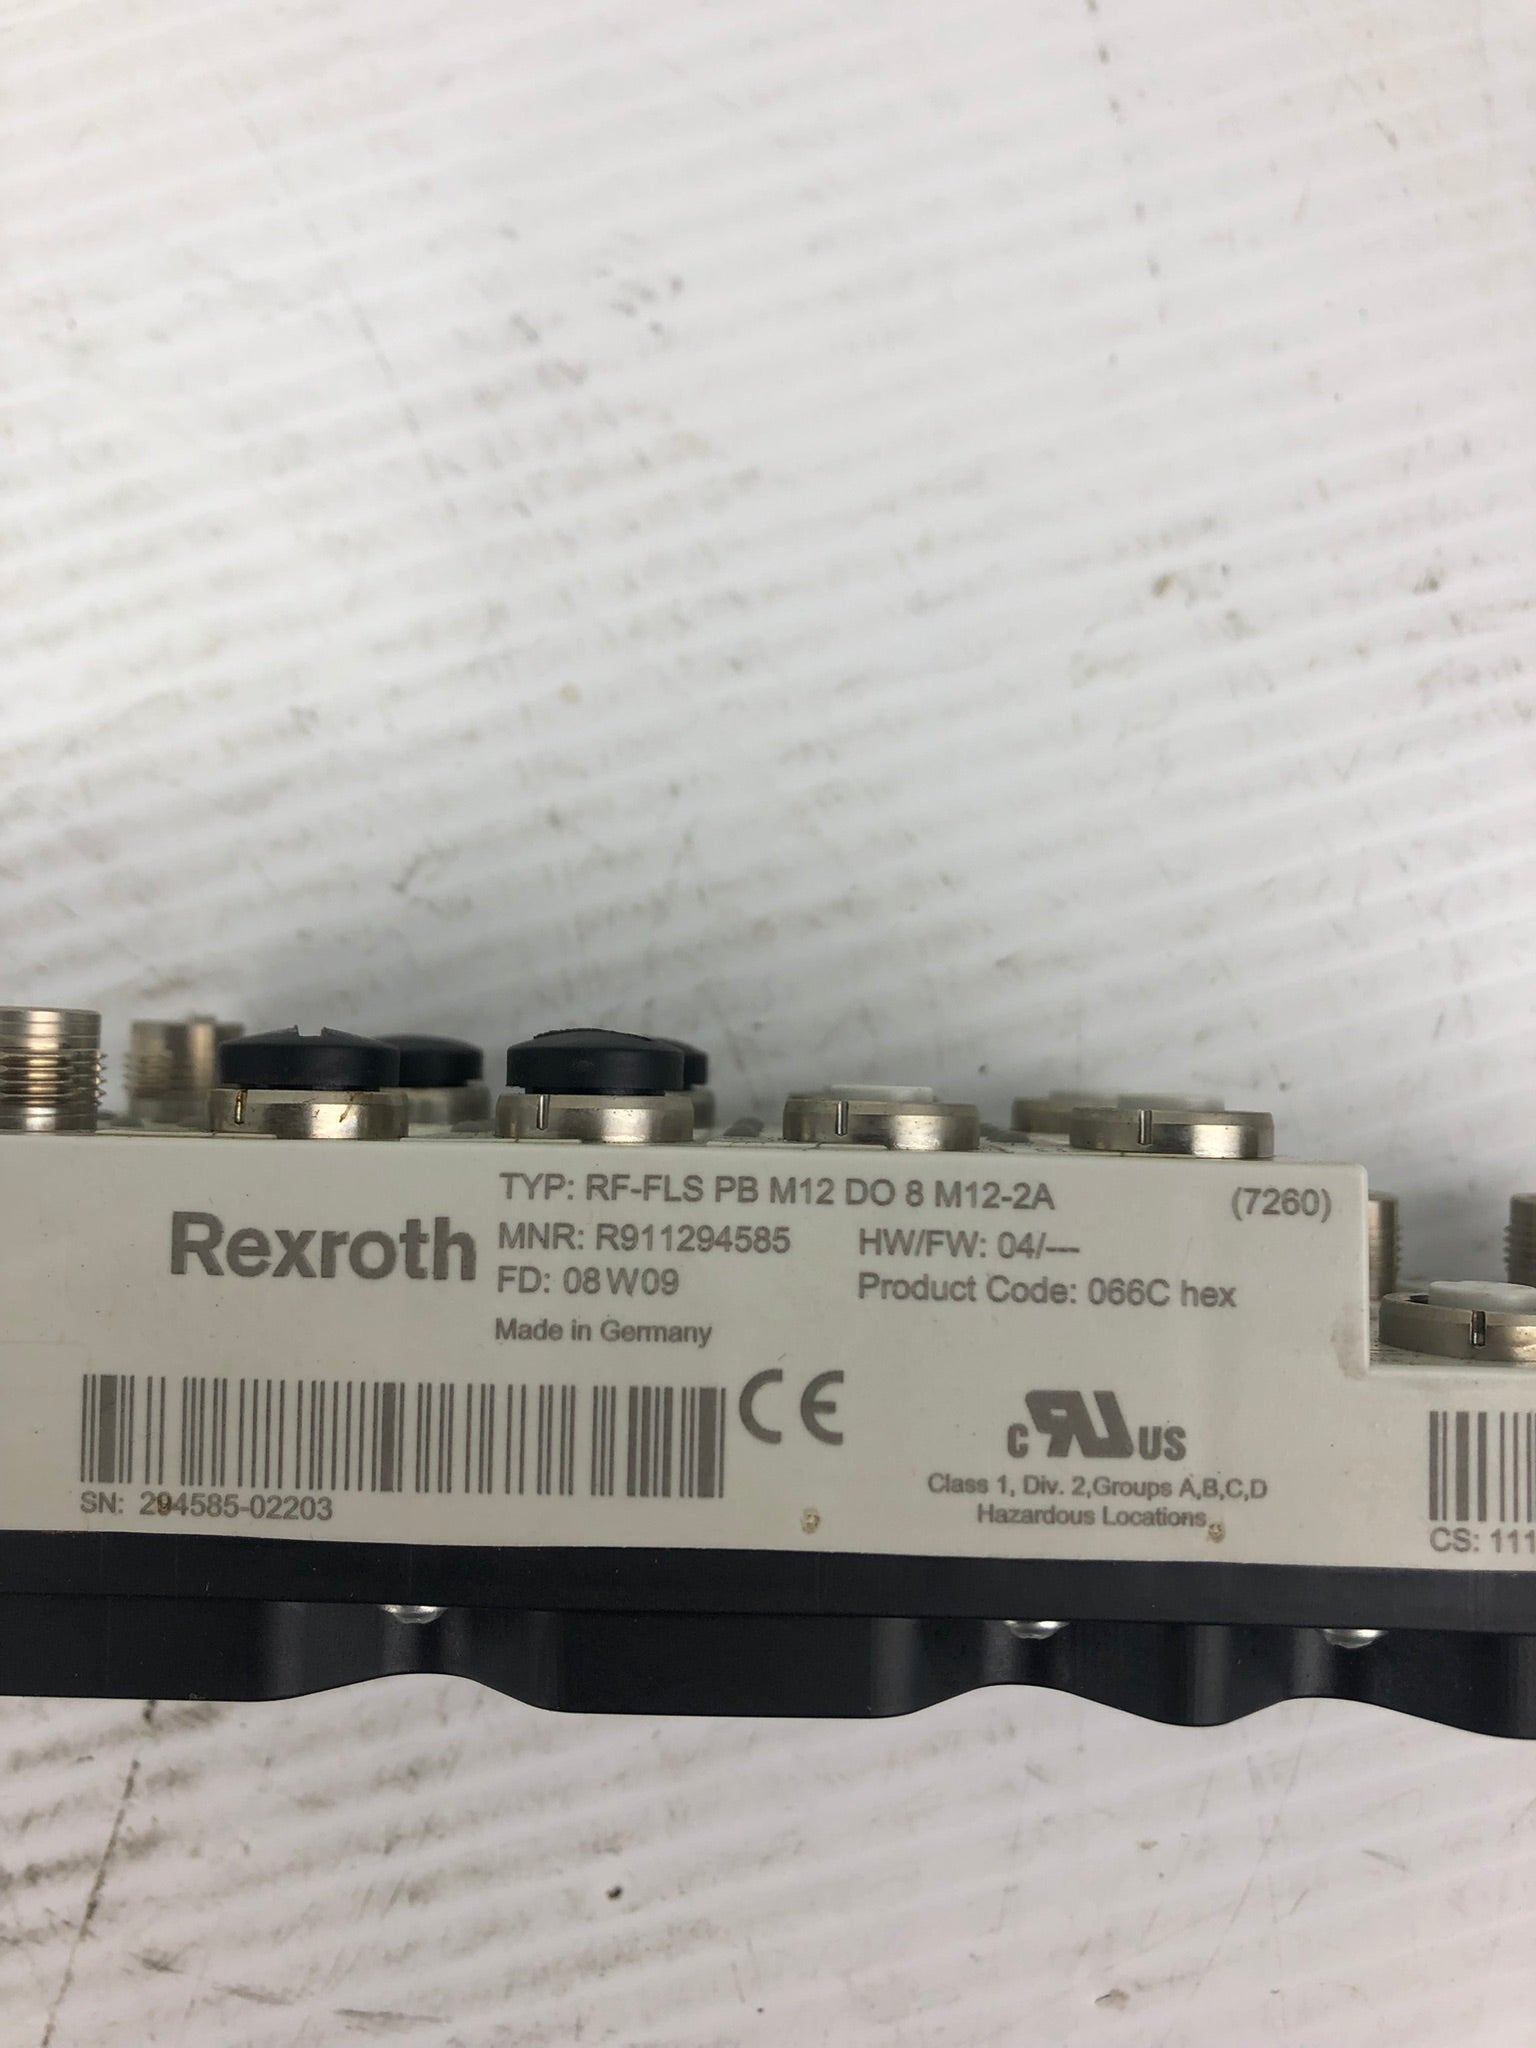 TYP: RF-FLS PB M12 DO 8 M12-2A (7260)
Rexroth
MNR: R911294585 HW/FW: 04/---
FD: 08W09 Product Code: 066C hex
Made in Germany
CE
c RU US
SN: 294585-02203
Class 1, Div. 2,Groups A,B,C,D
Hazardous Locations
CS: 111